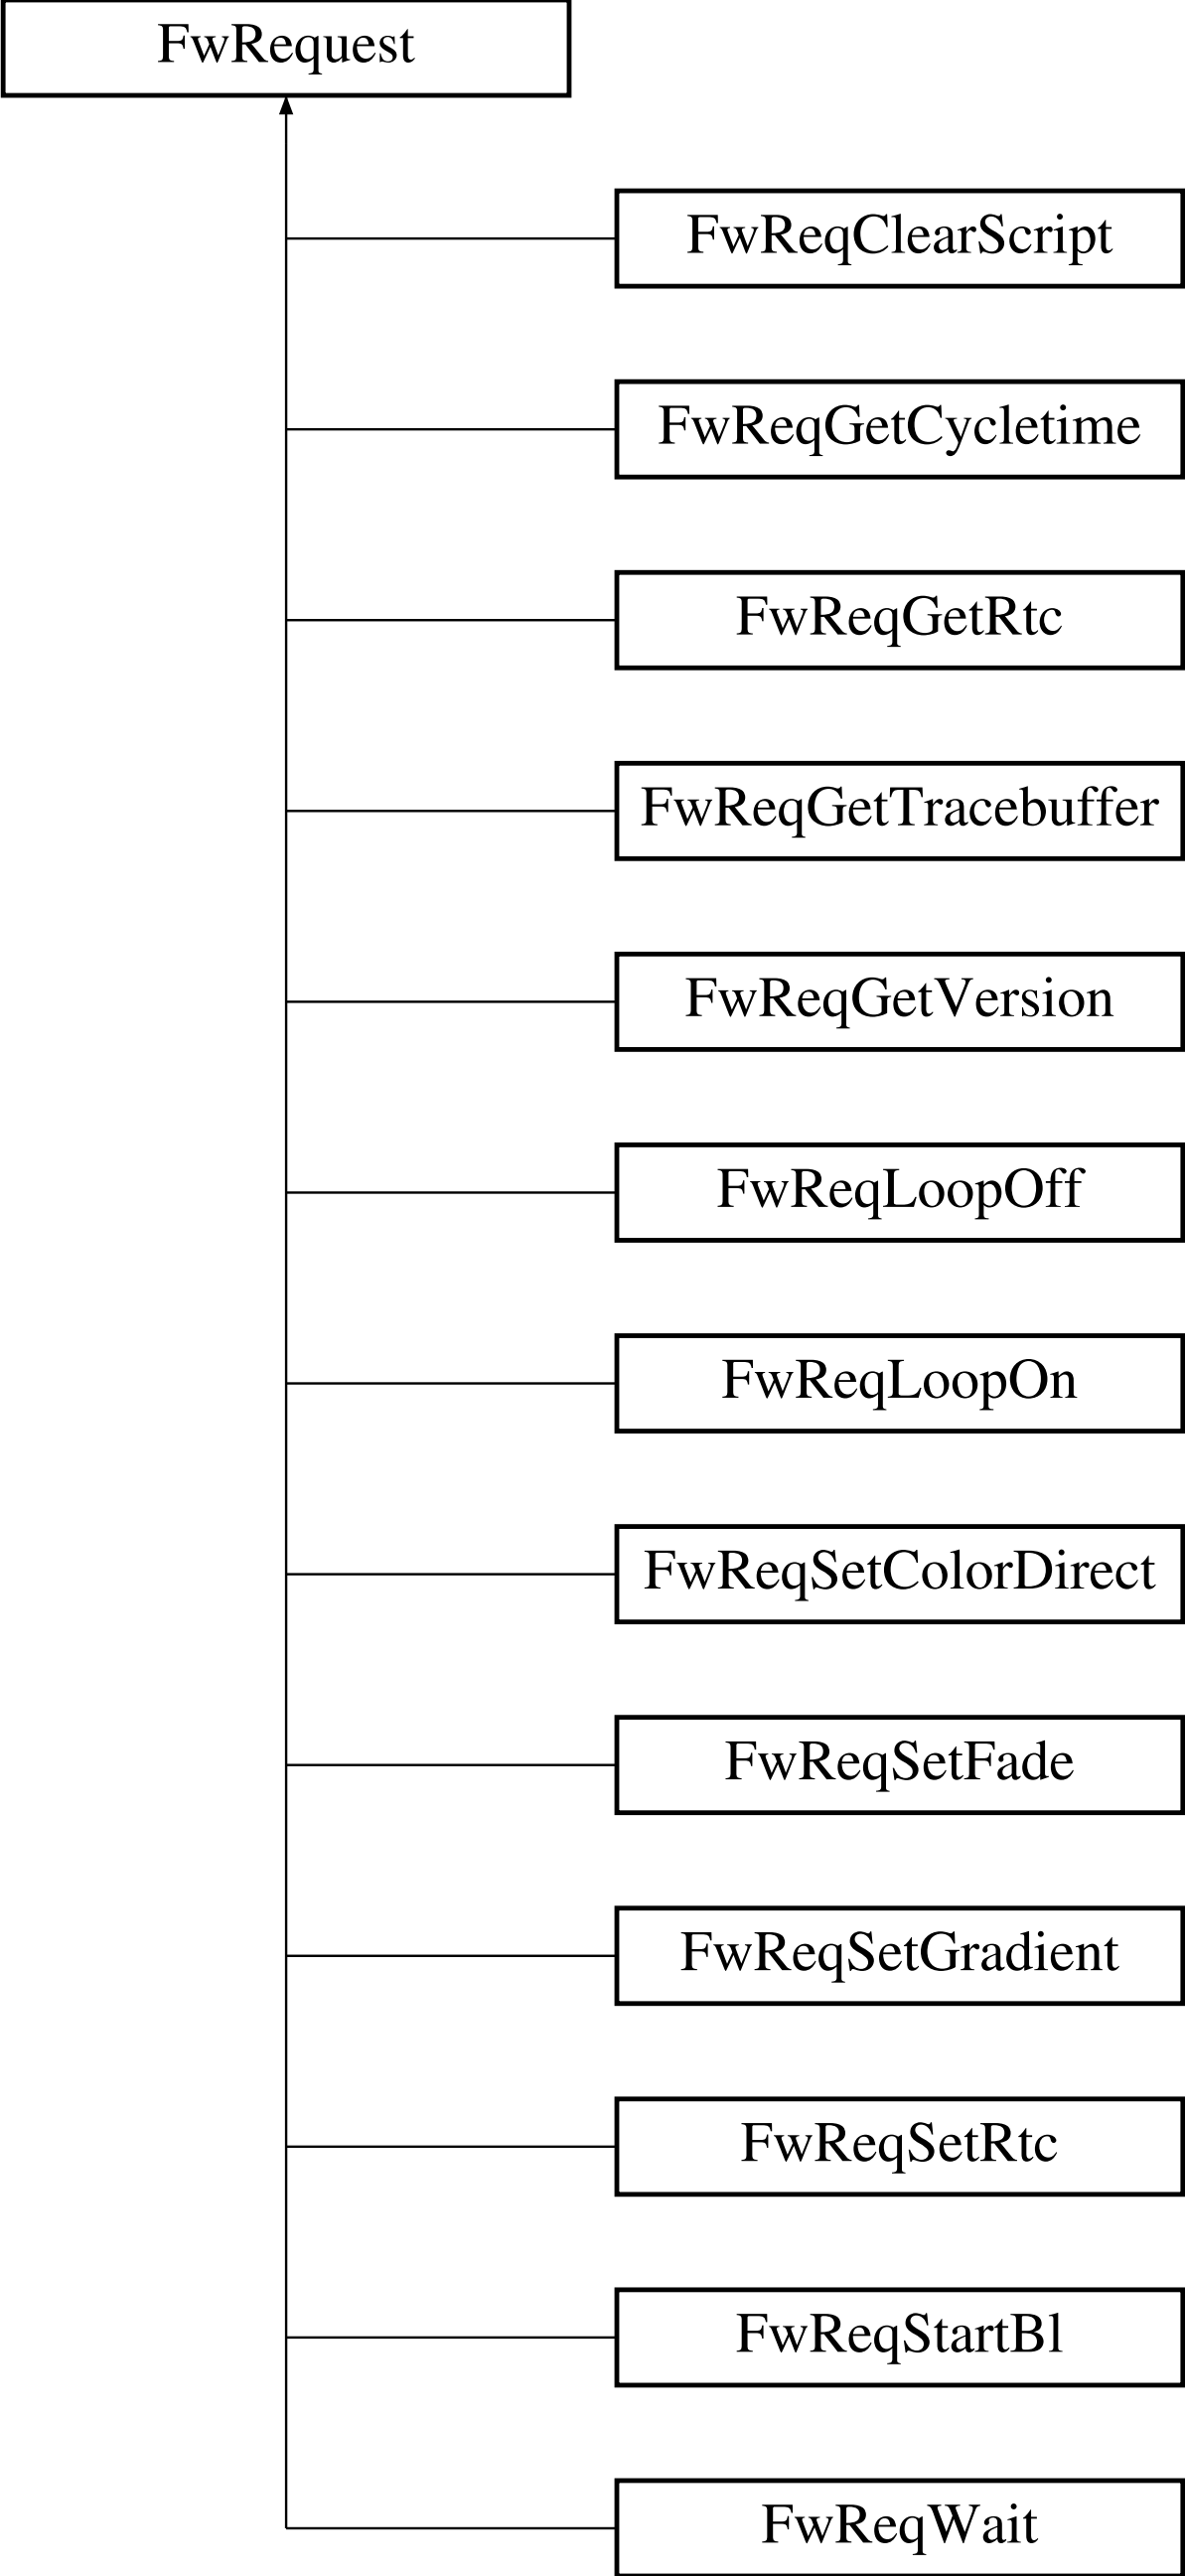 FwRequest
FwReqClearScript
FwReqGetCycletime
FwReqGetRtc
FwReqGetTracebuffer
FwReqGetVersion
FwReqLoopOff
FwReqLoopOn
FwReqSetColorDirect
FwReqSetFade
FwReqSetGradient
FwReqSetRtc
FwReqStartBl
FwReqWait